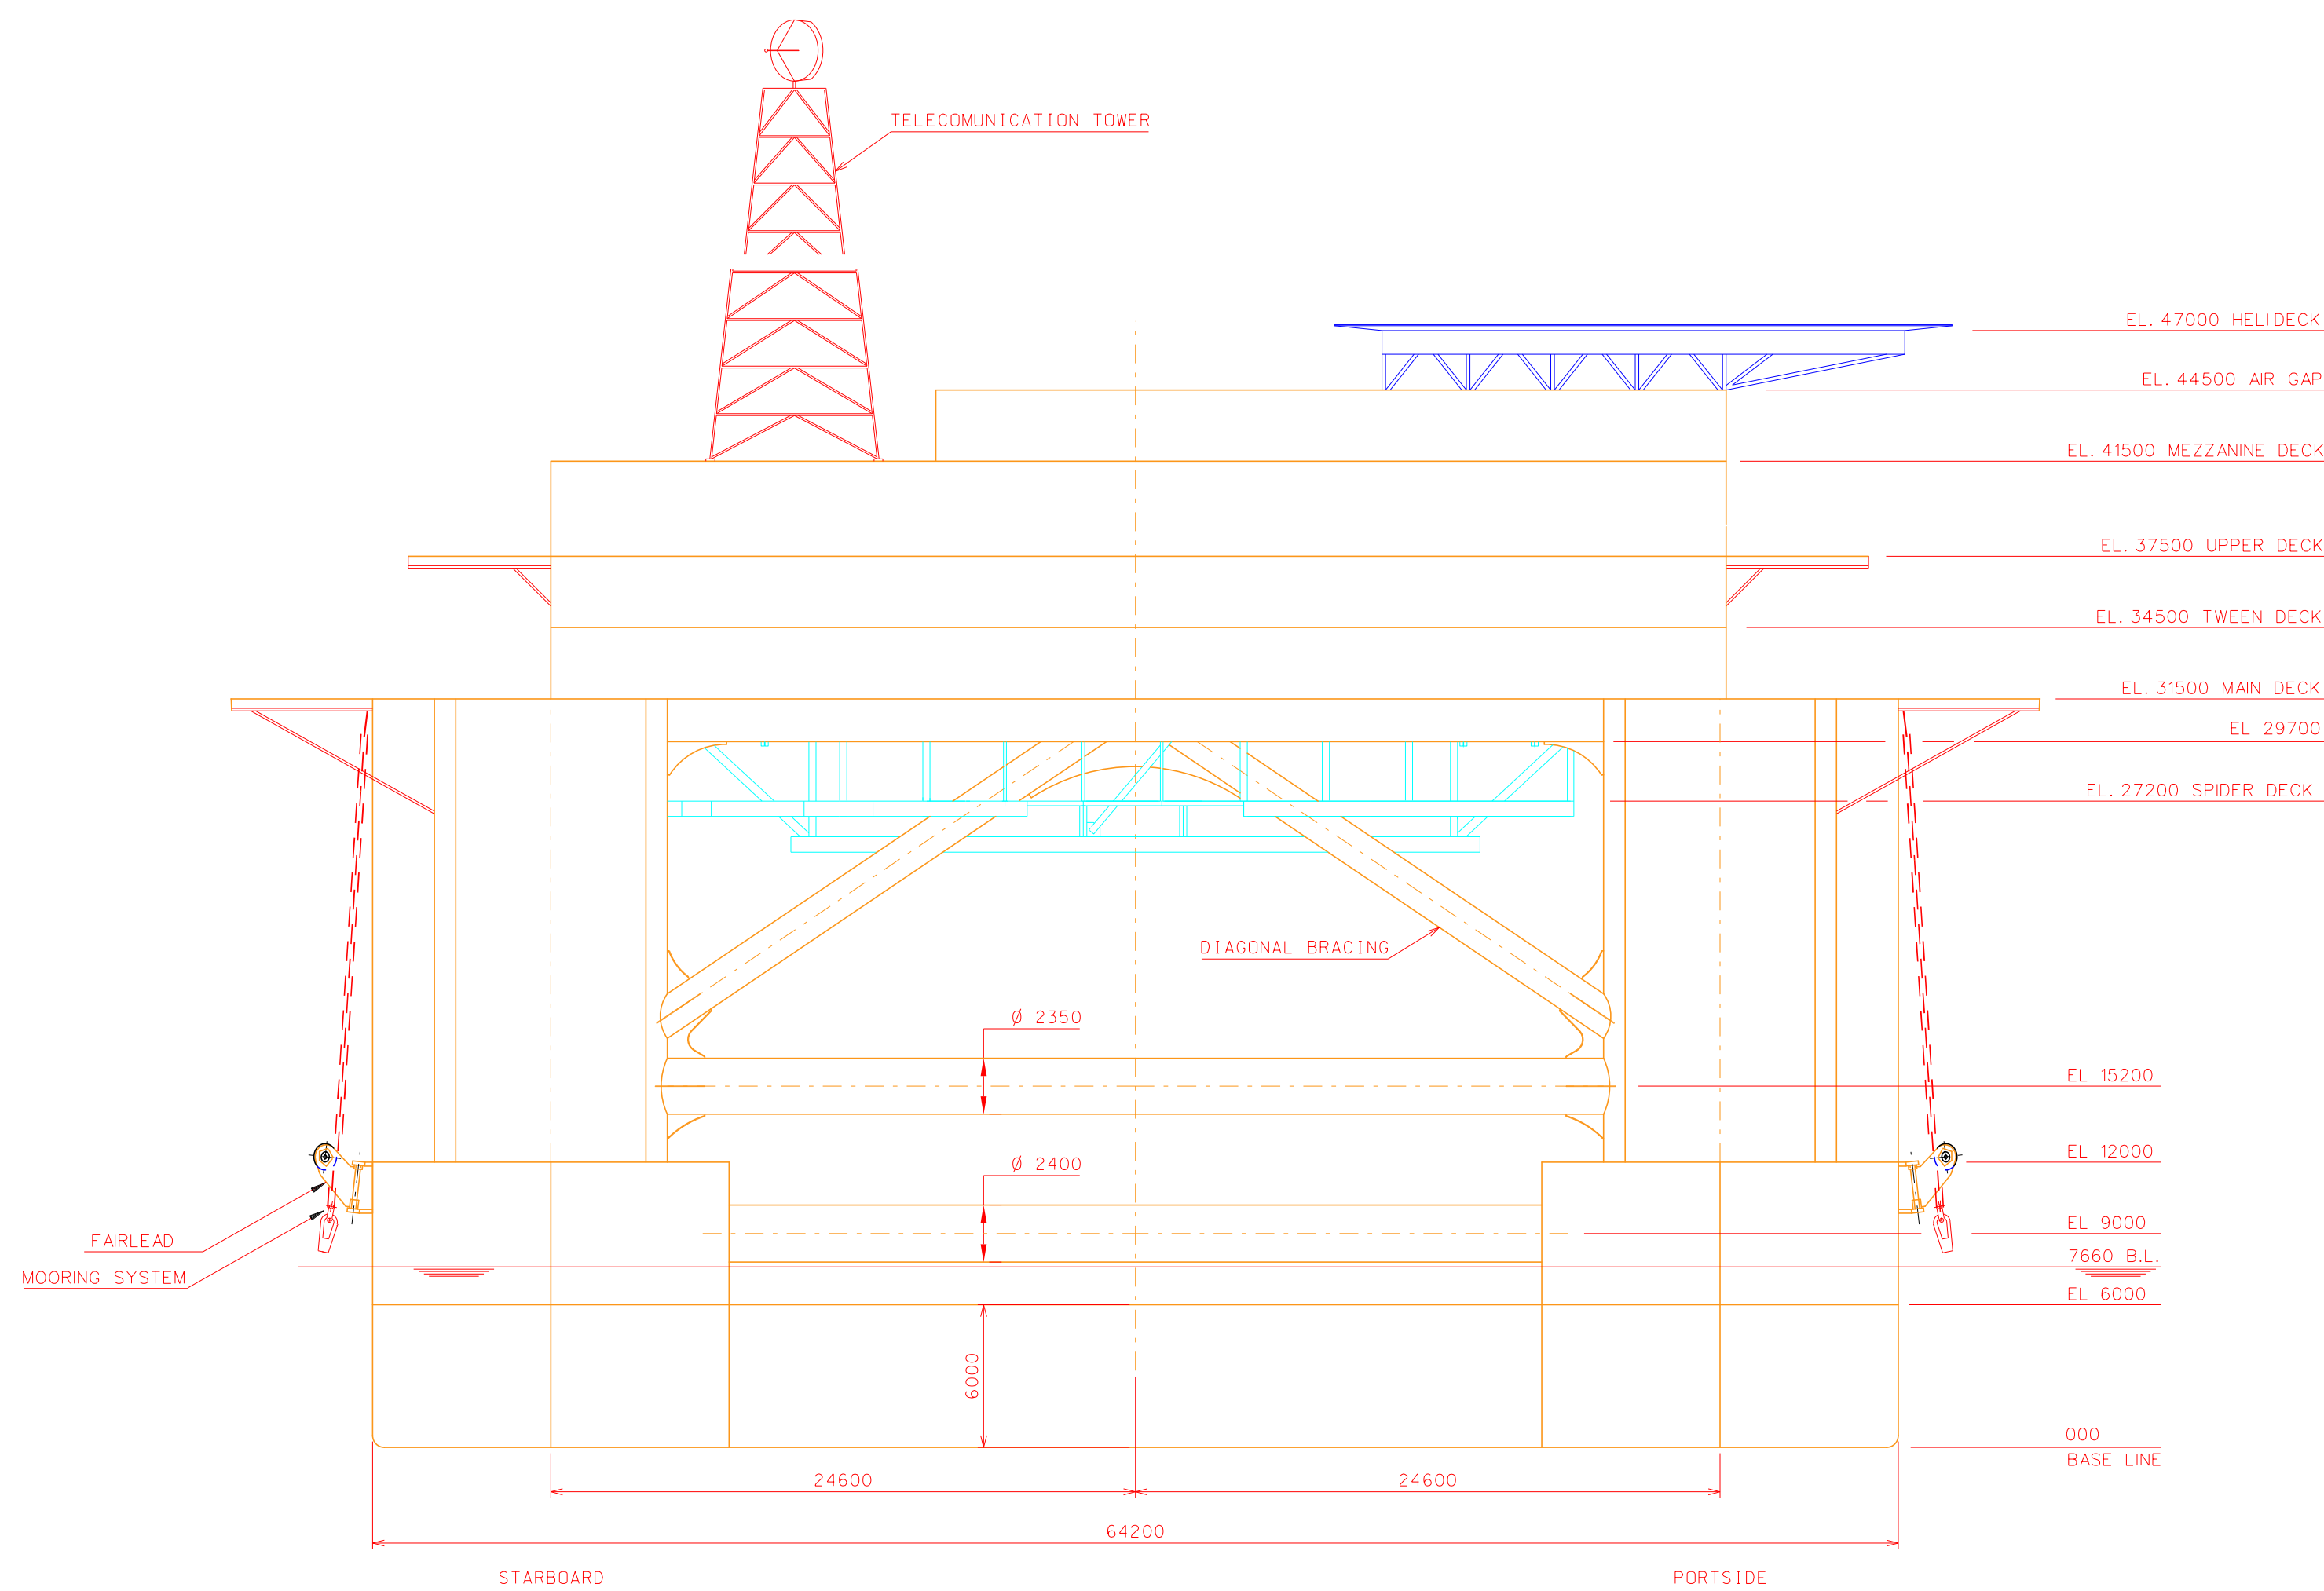 TELECOMUNICATION TOWER
EL. 47000 HELIDECK
EL. 44500 AIR GAP
EL. 41500 MEZZANINE DECK
EL. 37500 UPPER DECK
EL. 34500 TWEEN DECK
EL. 31500 MAIN DECK
EL 29700
EL. 27200 SPIDER DECK
DIAGONAL BRACING
Ø 2350
EL 15200
Ø 2400
EL 12000
FAIRLEAD
EL 9000
7660 B.L.
MOORING SYSTEM
EL 6000
6000
000
BASE LINE
24600
24600
64200
STARBOARD
PORTSIDE